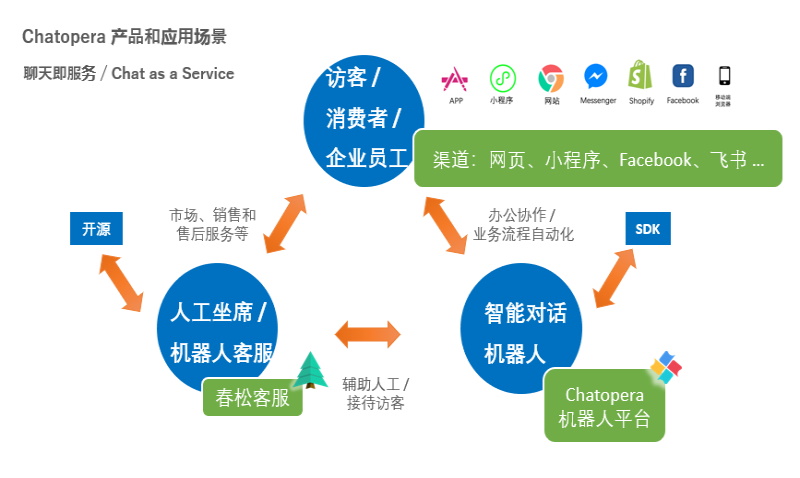 Chatopera 产品和应用场景
聊天即服务 / Chat as a Service
访客 /
消费者 /
企业员工
APP
小程序
网站
Messenger
Shopify
Facebook
移动端
浏览器
渠道：网页、小程序、Facebook、飞书 ...
开源
市场、销售和
售后服务等
办公协作 /
业务流程自动化
SDK
人工坐席 /
机器人客服
春松客服
辅助人工 /
接待访客
智能对话
机器人
Chatopera
机器人平台